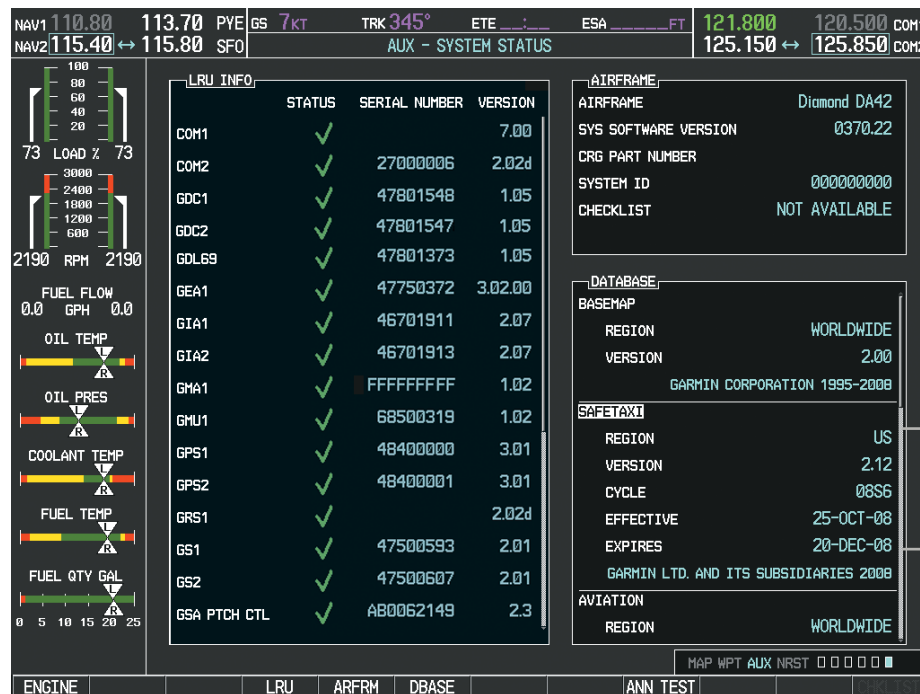 NAV1 110.80 113.70 PYE GS 7KT TRK 345° ETE __:__ ESA ______FT 121.800 120.500 COM1
NAV2 115.40 ↔ 115.80 SFO AUX - SYSTEM STATUS 125.150 ↔ 125.850 COM2
100
80
60
40
20
73 LOAD % 73
3000
2400
1800
1200
600
2190 RPM 2190
FUEL FLOW
0.0 GPH 0.0
OIL TEMP
L
R
OIL PRES
L
R
COOLANT TEMP
L
R
FUEL TEMP
L
R
FUEL QTY GAL
L
R
0 5 10 15 20 25
LRU INFO
STATUS SERIAL NUMBER VERSION
COM1 ✓ 7.00
COM2 ✓ 27000006 2.02d
GDC1 ✓ 47801548 1.05
GDC2 ✓ 47801547 1.05
GDL69 ✓ 47801373 1.05
GEA1 ✓ 47750372 3.02.00
GIA1 ✓ 46701911 2.07
GIA2 ✓ 46701913 2.07
GMA1 ✓ FFFFFFFFF 1.02
GMU1 ✓ 68500319 1.02
GPS1 ✓ 48400000 3.01
GPS2 ✓ 48400001 3.01
GRS1 ✓ 2.02d
GS1 ✓ 47500593 2.01
GS2 ✓ 47500607 2.01
GSA PTCH CTL ✓ AB0062149 2.3
AIRFRAME
AIRFRAME Diamond DA42
SYS SOFTWARE VERSION 0370.22
CRG PART NUMBER
SYSTEM ID 000000000
CHECKLIST NOT AVAILABLE
DATABASE
BASEMAP
REGION WORLDWIDE
VERSION 2.00
GARMIN CORPORATION 1995-2008
SAFETAXI
REGION US
VERSION 2.12
CYCLE 08S6
EFFECTIVE 25-OCT-08
EXPIRES 20-DEC-08
GARMIN LTD. AND ITS SUBSIDIARIES 2008
AVIATION
REGION WORLDWIDE
MAP WPT AUX NRST
ENGINE LRU ARFRM DBASE ANN TEST CHKLIST